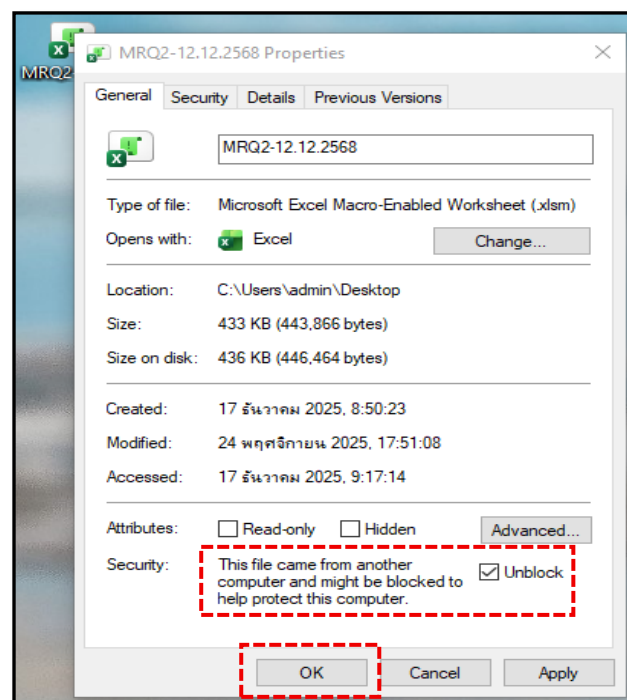 MRQ2-12.12.2568 Properties
MRQ2
General Security Details Previous Versions
MRQ2-12.12.2568
Type of file: Microsoft Excel Macro-Enabled Worksheet (.xlsm)
Opens with: Excel Change...
Location: C:\Users\admin\Desktop
Size: 433 KB (443,866 bytes)
Size on disk: 436 KB (446,464 bytes)
Created: 17 ธันวาคม 2025, 8:50:23
Modified: 24 พฤศจิกายน 2025, 17:51:08
Accessed: 17 ธันวาคม 2025, 9:17:14
Attributes: Read-only Hidden Advanced...
Security: This file came from another
computer and might be blocked to
help protect this computer.
Unblock
OK Cancel Apply